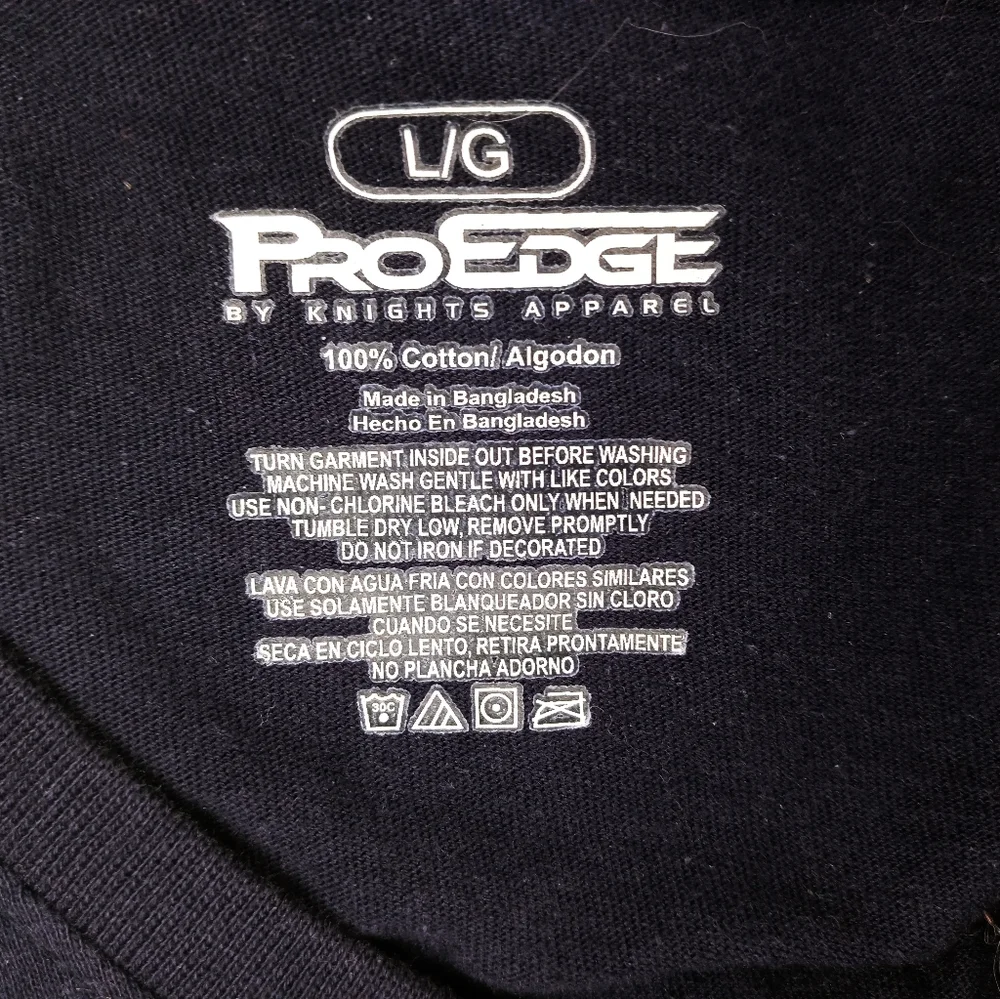 L/G
PROEDGE
BY KNIGHTS APPAREL
100% Cotton/ Algodon
Made in Bangladesh
Hecho En Bangladesh
TURN GARMENT INSIDE OUT BEFORE WASHING
MACHINE WASH GENTLE WITH LIKE COLORS
USE NON- CHLORINE BLEACH ONLY WHEN NEEDED
TUMBLE DRY LOW, REMOVE PROMPTLY
DO NOT IRON IF DECORATED
LAVA CON AGUA FRIA CON COLORES SIMILARES
USE SOLAMENTE BLANQUEADOR SIN CLORO
CUANDO SE NECESITE
SECA EN CICLO LENTO, RETIRA PRONTAMENTE
NO PLANCHA ADORNO
30C